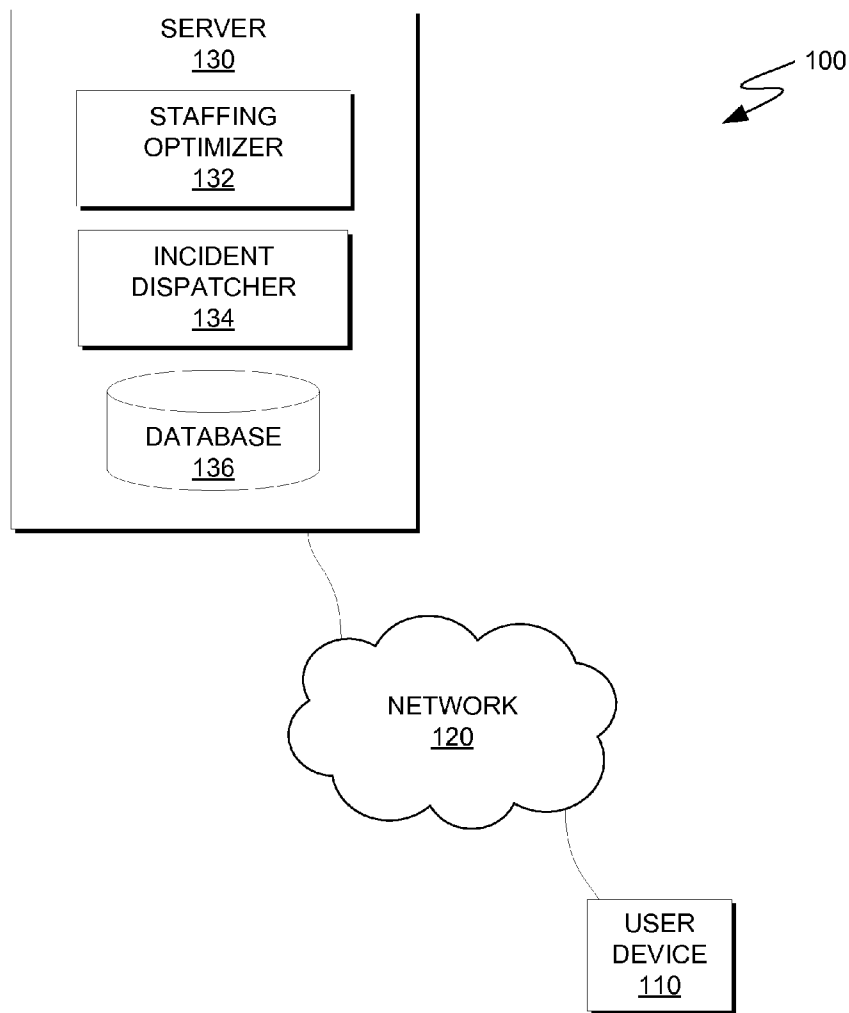 SERVER
130
100
STAFFING
OPTIMIZER
132
INCIDENT
DISPATCHER
134
DATABASE
136
NETWORK
120
USER
DEVICE
110